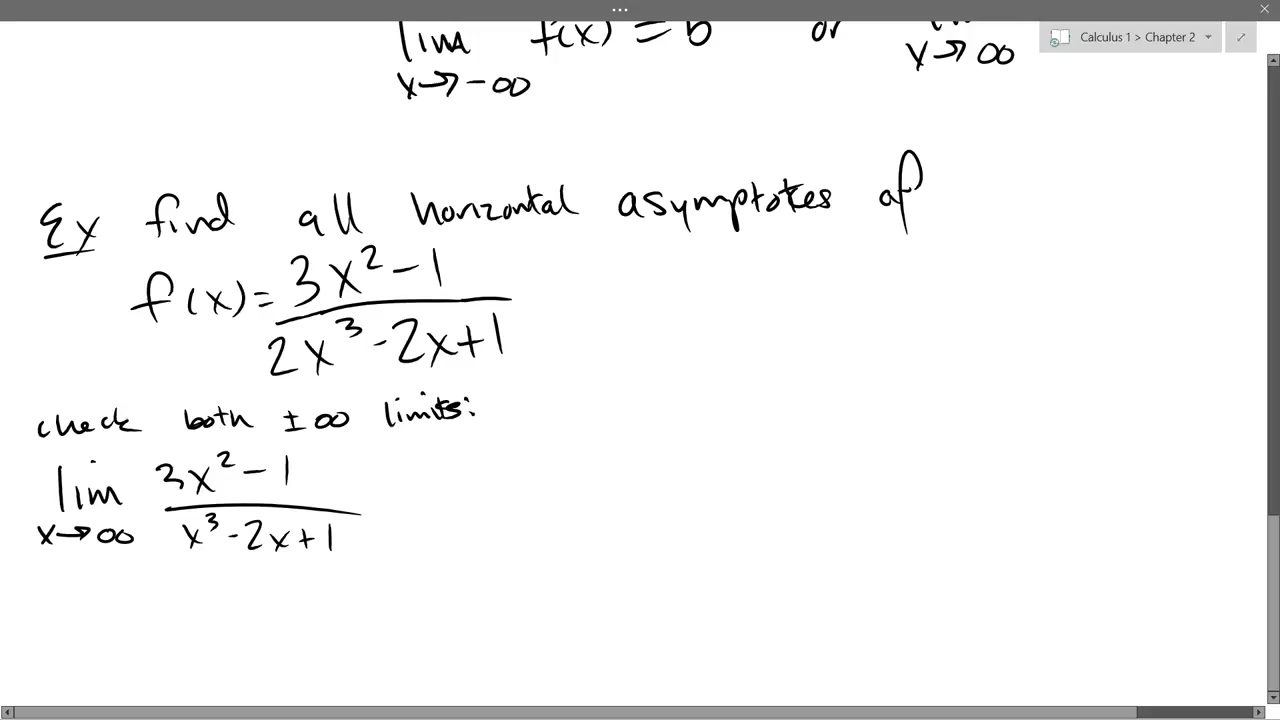 lim f(x) = b or
x→-∞ x→∞
Calculus 1 > Chapter 2
Ex find all horizontal asymptotes of
f(x) = (3x² - 1)/(2x³ - 2x + 1)
check both ±∞ limits:
lim x→∞ (3x² - 1)/(x³ - 2x + 1)